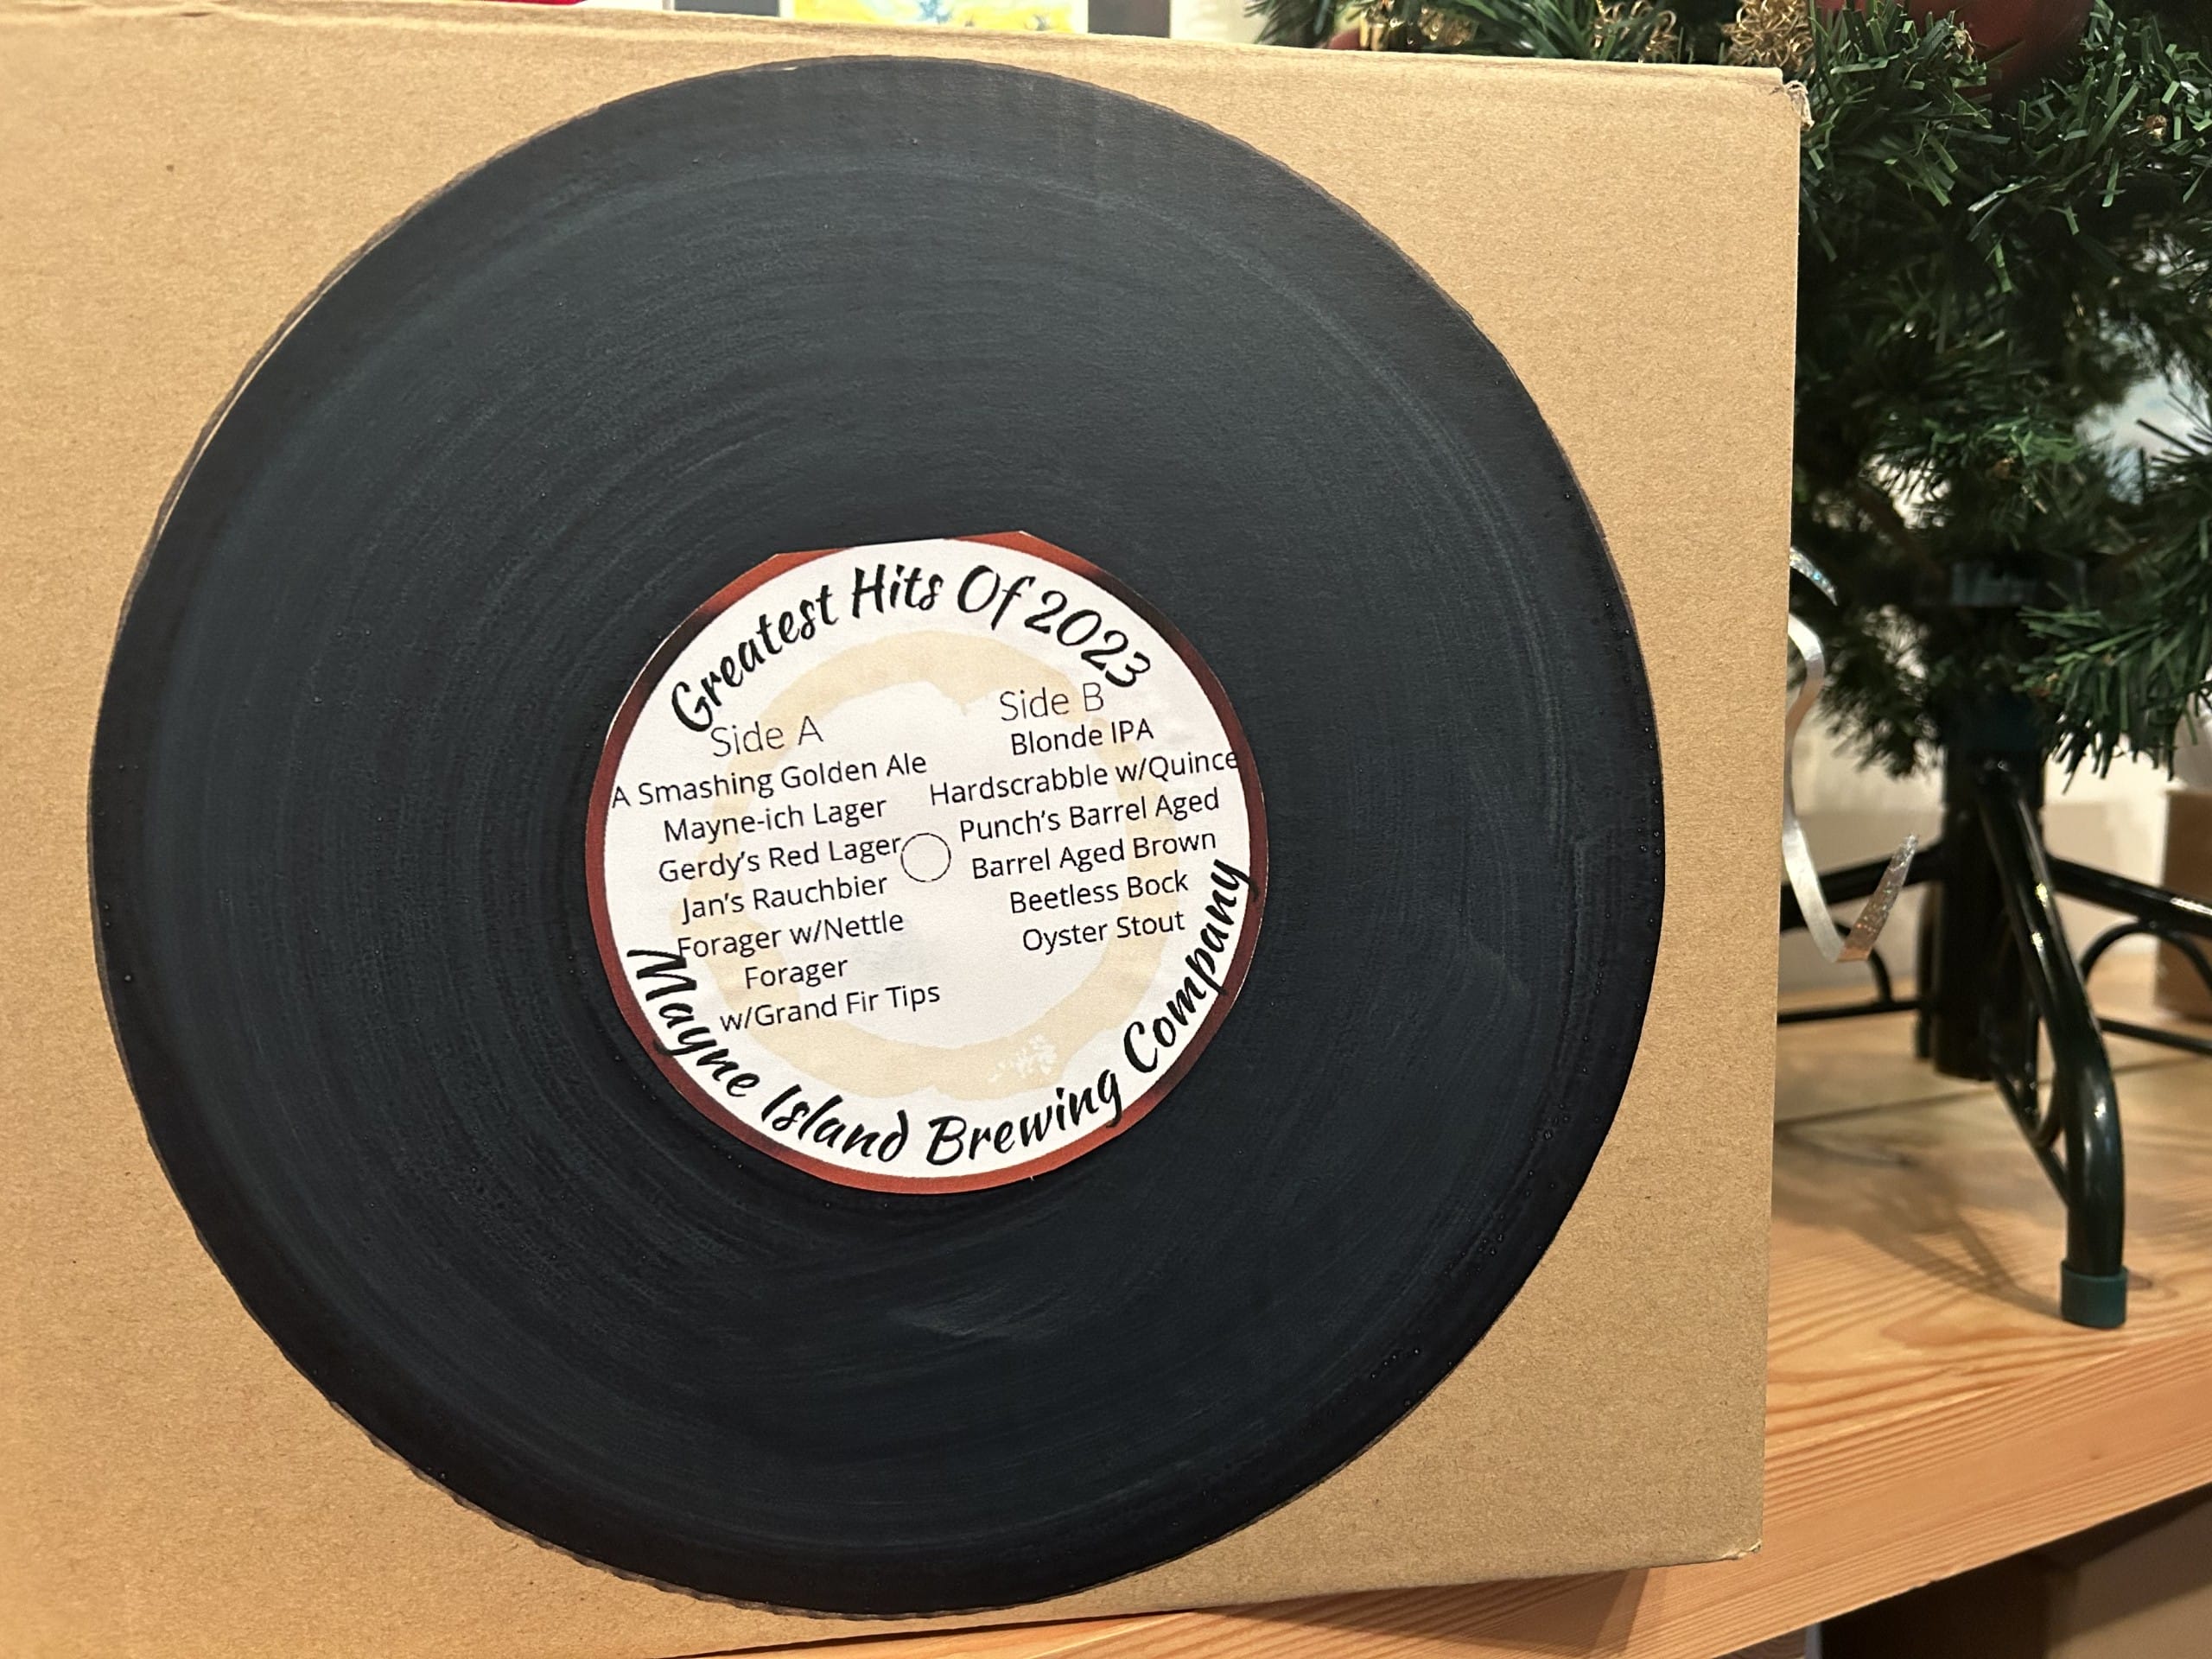 Greatest Hits Of 2023
Side A
A Smashing Golden Ale
Mayne-ich Lager
Gerdy's Red Lager
Jan's Rauchbier
Forager w/Nettle
Forager
w/Grand Fir Tips
Side B
Blonde IPA
Hardscrabble w/Quince
Punch's Barrel Aged
Barrel Aged Brown
Beetless Bock
Oyster Stout
Mayne Island Brewing Company